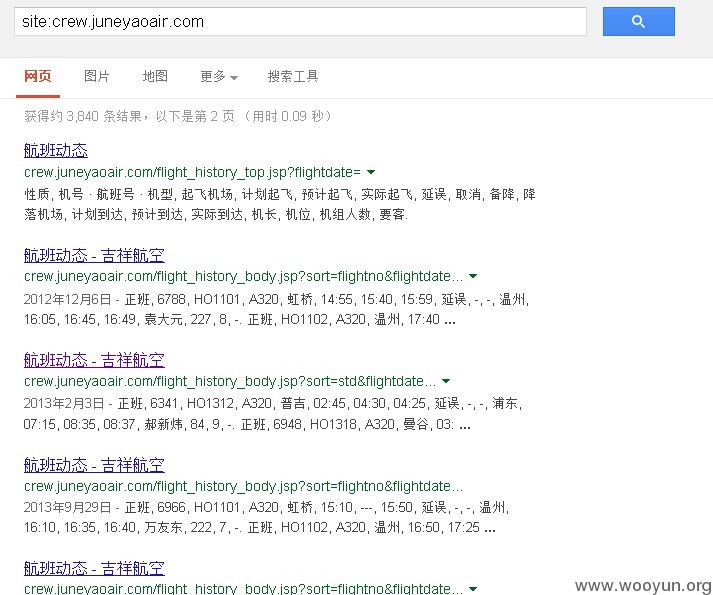 site:crew.juneyaoair.com
网页 图片 地图 更多 搜索工具
获得约 3,840 条结果，以下是第 2 页 （用时 0.09 秒）
航班动态
crew.juneyaoair.com/flight_history_top.jsp?flightdate=
性质, 机号 · 航班号 · 机型, 起飞机场, 计划起飞, 预计起飞, 实际起飞, 延误, 取消, 备降, 降
落机场, 计划到达, 预计到达, 实际到达, 机长, 机位, 机组人数, 要客.
航班动态 - 吉祥航空
crew.juneyaoair.com/flight_history_body.jsp?sort=flightno&flightdate...
2012年12月6日 - 正班, 6788, HO1101, A320, 虹桥, 14:55, 15:40, 15:59, 延误, -, -, 温州,
16:05, 16:45, 16:49, 袁大元, 227, 8, -. 正班, HO1102, A320, 温州, 17:40 ...
航班动态 - 吉祥航空
crew.juneyaoair.com/flight_history_body.jsp?sort=std&flightdate...
2013年2月3日 - 正班, 6341, HO1312, A320, 普吉, 02:45, 04:30, 04:25, 延误, -, -, 浦东,
07:15, 08:35, 08:37, 郝新炜, 84, 9, -. 正班, 6948, HO1318, A320, 曼谷, 03: ...
航班动态 - 吉祥航空
crew.juneyaoair.com/flight_history_body.jsp?sort=flightno&flightdate...
2013年9月29日 - 正班, 6966, HO1101, A320, 虹桥, 15:10, ---, 15:50, 延误, -, -, 温州,
16:10, 16:35, 16:40, 万友东, 222, 7, -. 正班, HO1102, A320, 温州, 16:50, 17:25 ...
航班动态 - 吉祥航空
crew.juneyaoair.com/flight_history_body.jsp?sort=flightno&flightdate...
www.wooyun.org